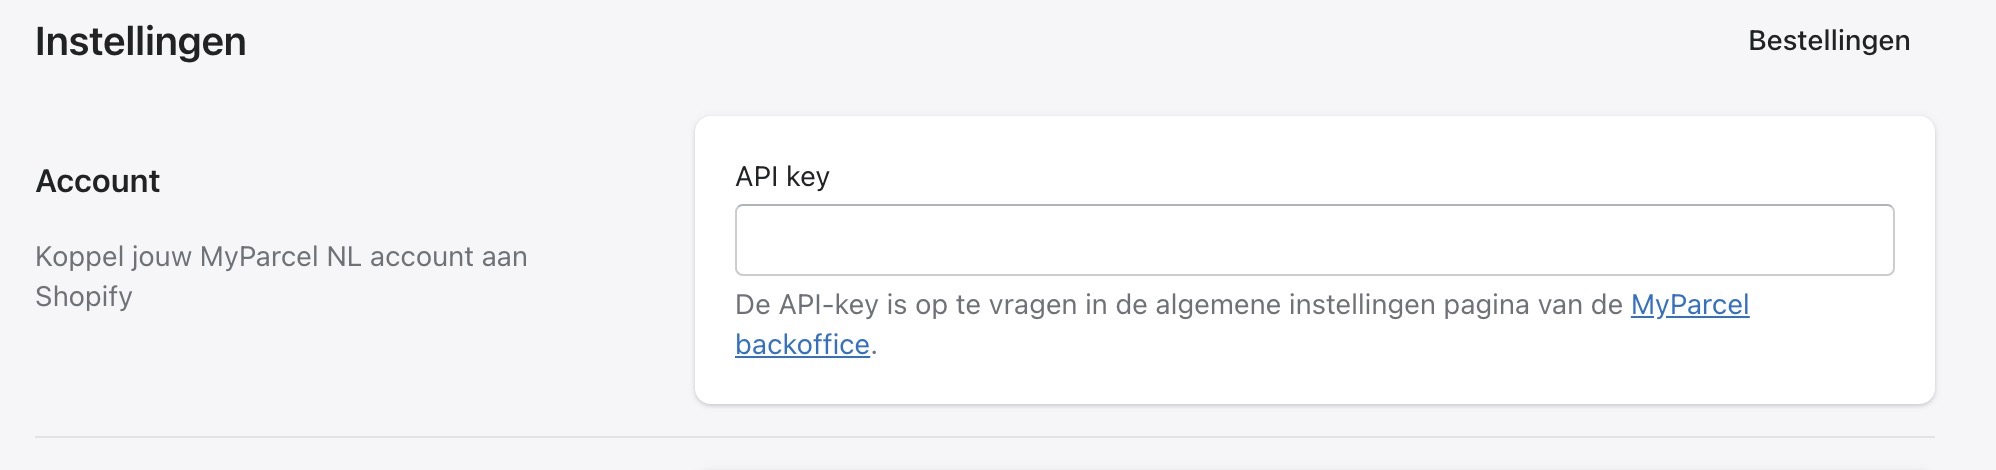 Instellingen
Bestellingen
Account
Koppel jouw MyParcel NL account aan
Shopify
API key
De API-key is op te vragen in de algemene instellingen pagina van de MyParcel
backoffice.